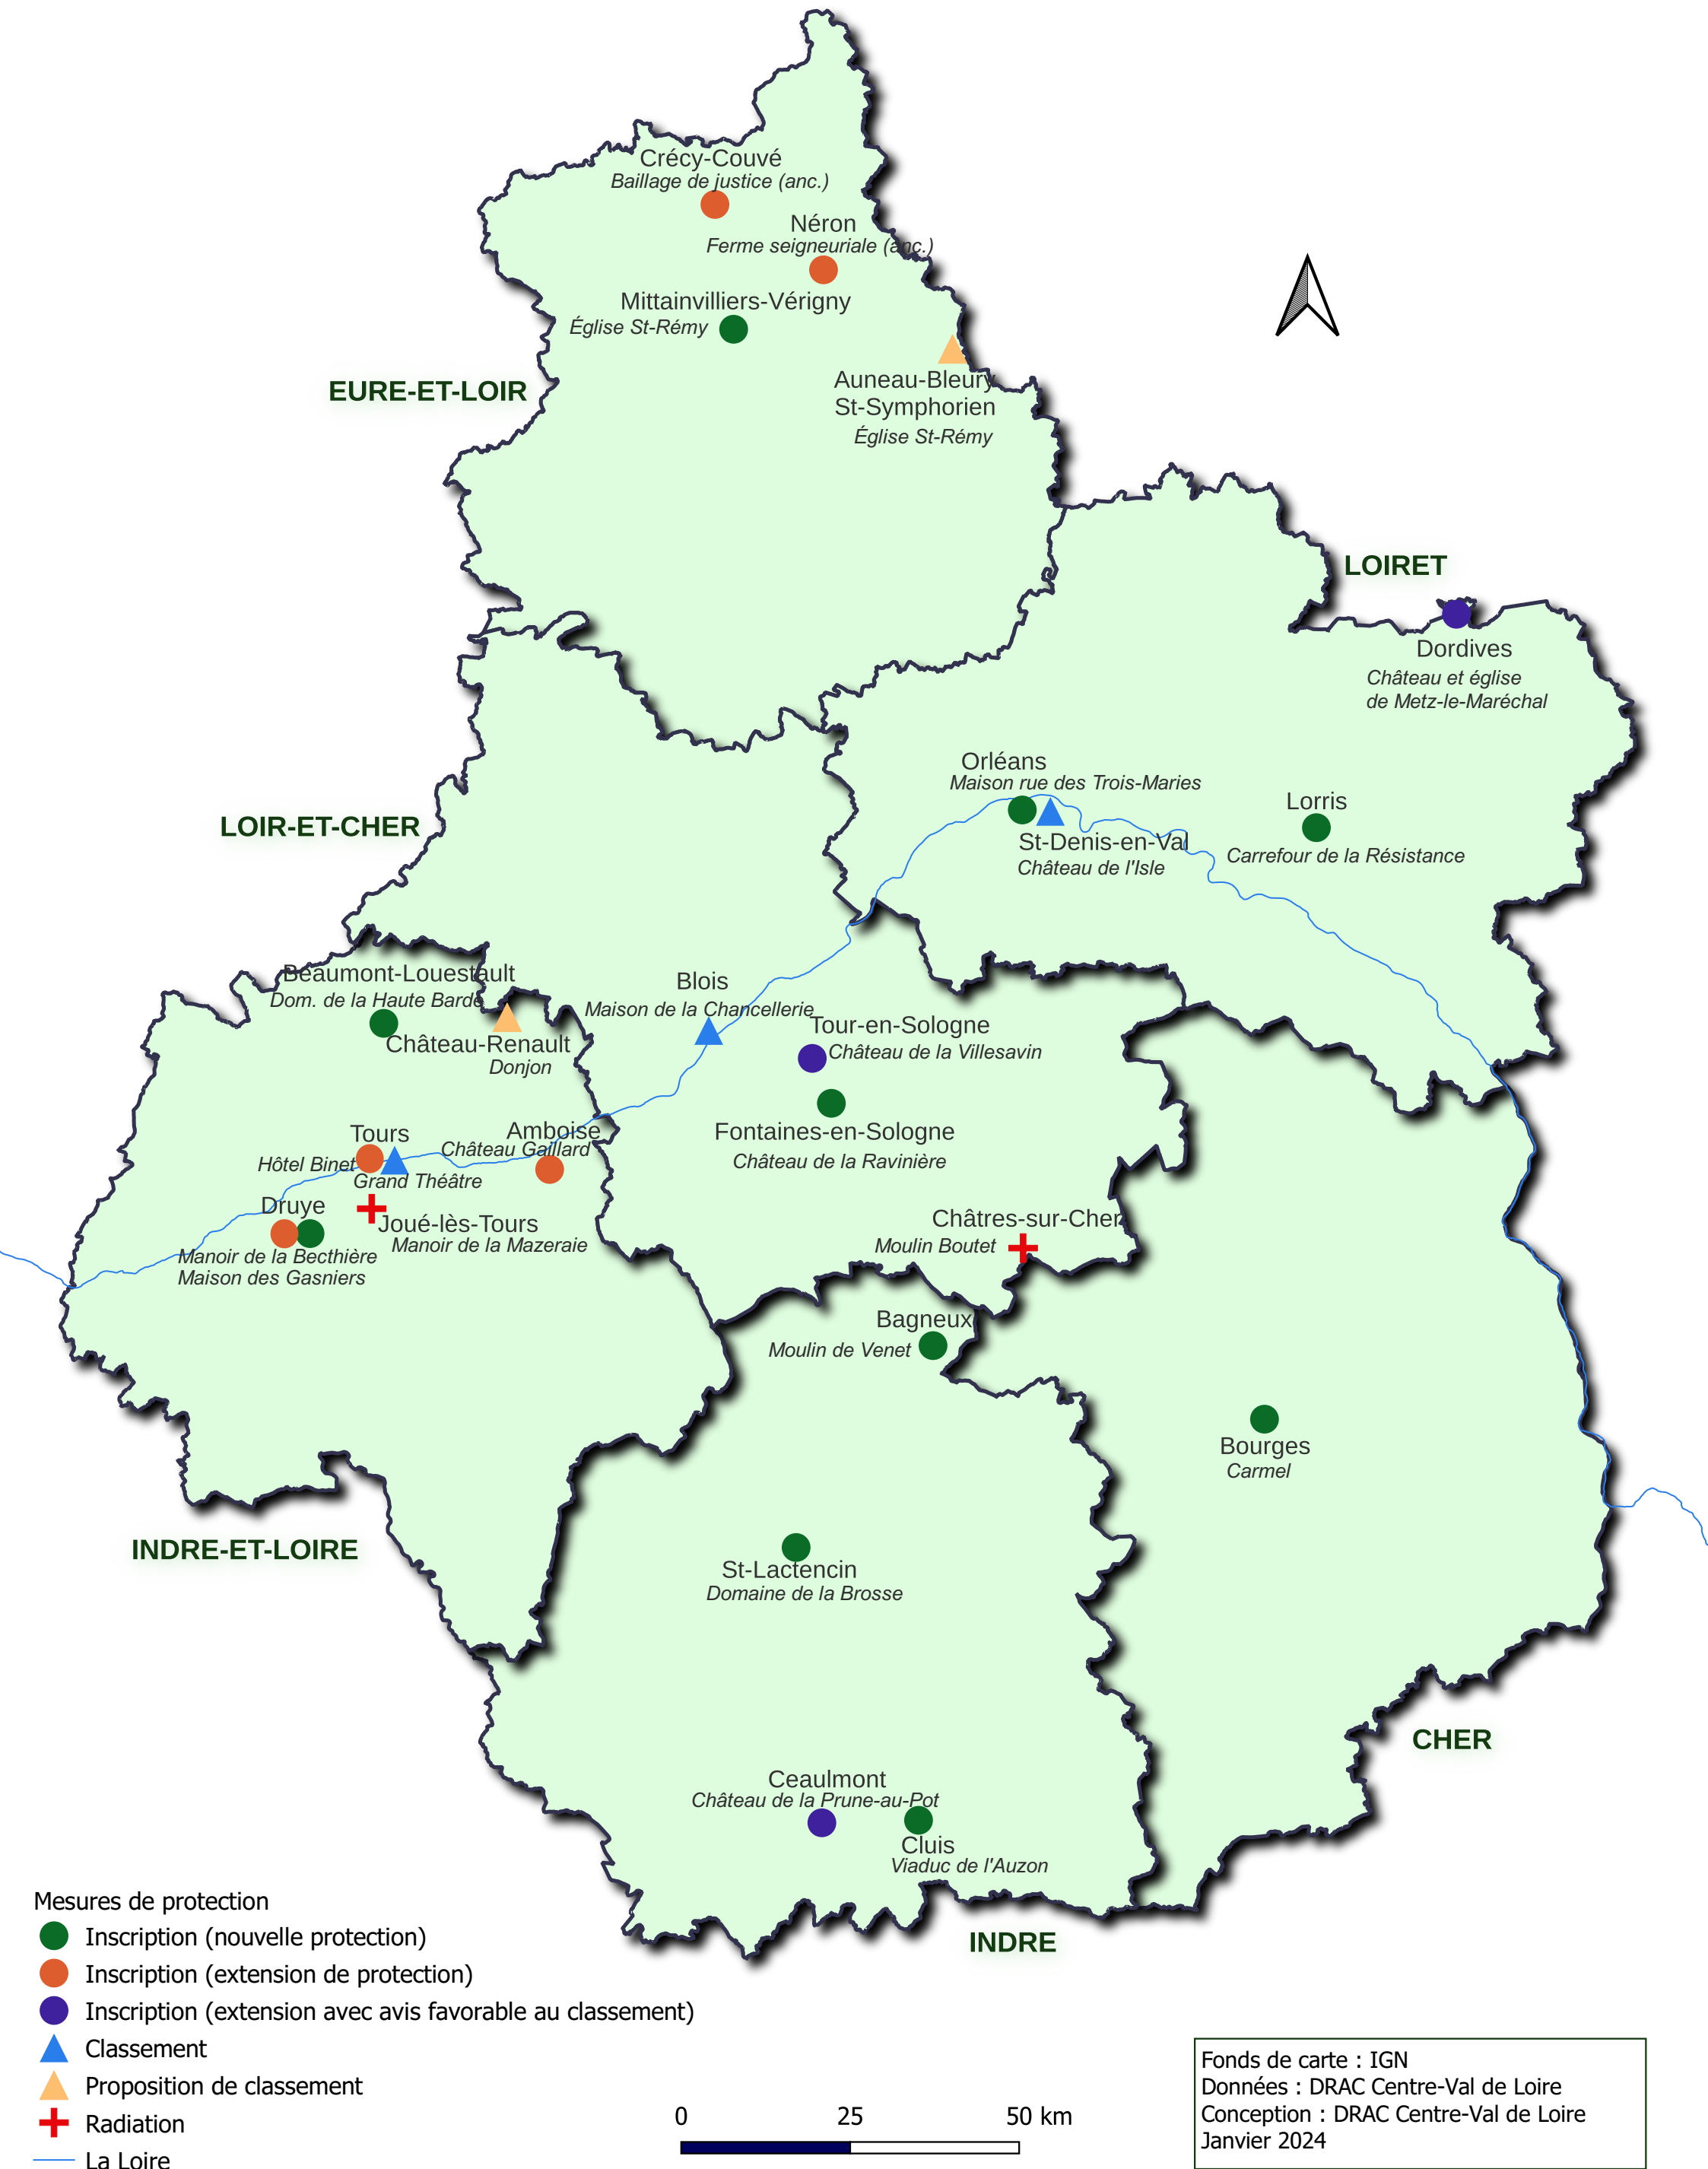 Crécy-Couvé
Baillage de justice (anc.)
Néron
Ferme seigneuriale (anc.)
Mittainvilliers-Vérigny
Église St-Rémy
Auneau-Bleury
St-Symphorien
Église St-Rémy
EURE-ET-LOIR
LOIRET
Dordives
Château et église
de Metz-le-Maréchal
Orléans
Maison rue des Trois-Maries
St-Denis-en-Val
Château de l'Isle
Lorris
Carrefour de la Résistance
LOIR-ET-CHER
Beaumont-Louestault
Dom. de la Haute Barde
Château-Renault
Donjon
Blois
Maison de la Chancellerie
Tour-en-Sologne
Château de la Villesavin
Fontaines-en-Sologne
Château de la Ravinière
Tours
Hôtel Binet
Grand Théâtre
Amboise
Château Gaillard
Druye
Manoir de la Becthière
Maison des Gasniers
Joué-lès-Tours
Manoir de la Mazeraie
Châtres-sur-Cher
Moulin Boutet
Bagneux
Moulin de Venet
Bourges
Carmel
INDRE-ET-LOIRE
St-Lactencin
Domaine de la Brosse
CHER
Ceaulmont
Château de la Prune-au-Pot
Cluis
Viaduc de l'Auzon
INDRE
Mesures de protection
Inscription (nouvelle protection)
Inscription (extension de protection)
Inscription (extension avec avis favorable au classement)
Classement
Proposition de classement
Radiation
La Loire
0 25 50 km
Fonds de carte : IGN
Données : DRAC Centre-Val de Loire
Conception : DRAC Centre-Val de Loire
Janvier 2024